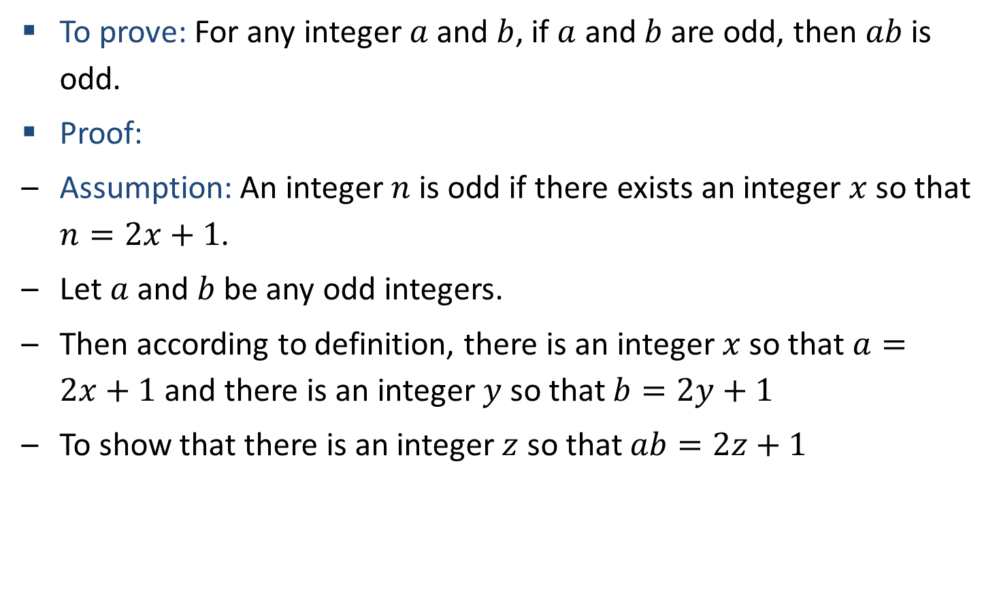 ▪ To prove: For any integer 𝑎 and 𝑏, if 𝑎 and 𝑏 are odd, then 𝑎𝑏 is
odd.
▪ Proof:
– Assumption: An integer 𝑛 is odd if there exists an integer 𝑥 so that
𝑛 = 2𝑥 + 1.
– Let 𝑎 and 𝑏 be any odd integers.
– Then according to definition, there is an integer 𝑥 so that 𝑎 =
2𝑥 + 1 and there is an integer 𝑦 so that 𝑏 = 2𝑦 + 1
– To show that there is an integer 𝑧 so that 𝑎𝑏 = 2𝑧 + 1